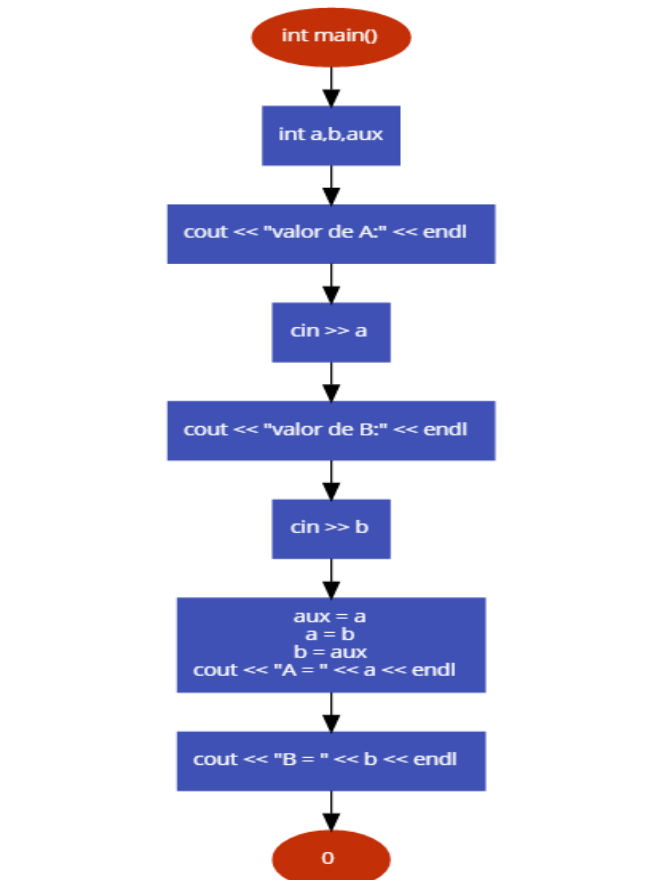 int main()
int a,b,aux
cout << "valor de A:" << endl
cin >> a
cout << "valor de B:" << endl
cin >> b
aux = a
a = b
b = aux
cout << "A = " << a << endl
cout << "B = " << b << endl
0